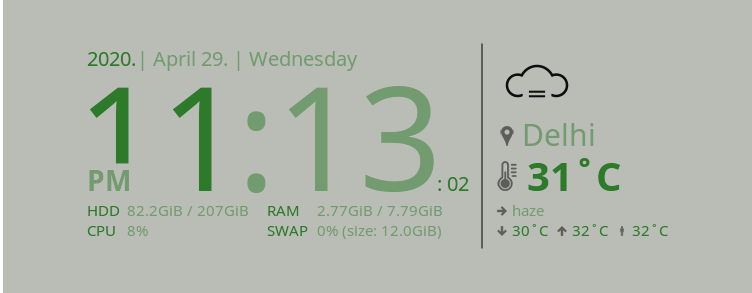 2020. | April 29. | Wednesday
11:13 : 02
PM
HDD 82.2GiB / 207GiB RAM 2.77GiB / 7.79GiB
CPU 8% SWAP 0% (size: 12.0GiB)
Delhi
31˚C
haze
30˚C 32˚C 32˚C